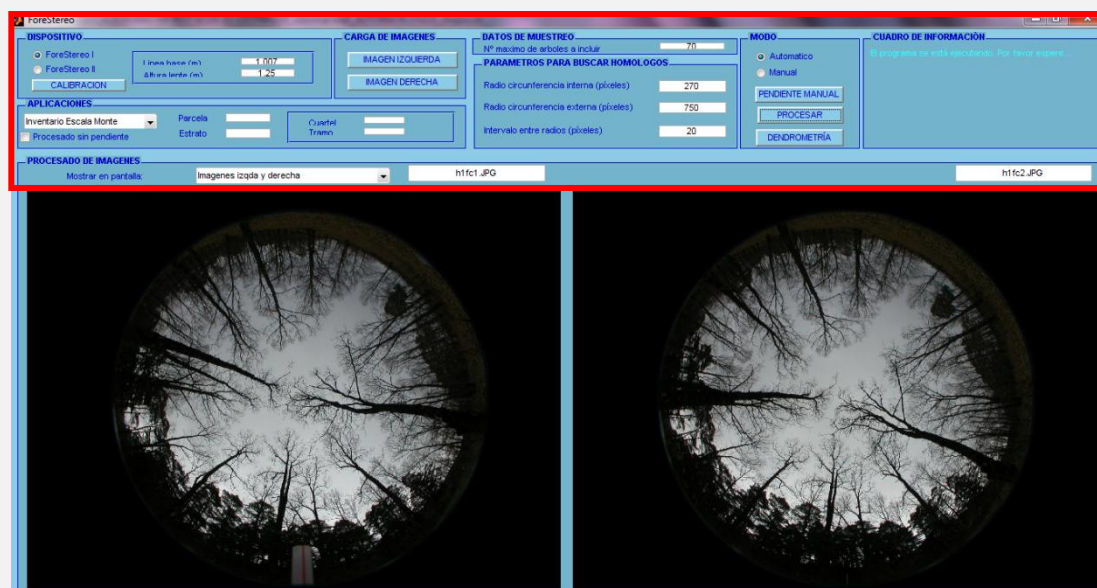 ForeStereo
DISPOSITIVO
ForeStereo I
ForeStereo II
Linea base (m)
1.007
Altura lente (m)
1.25
CALIBRACION
CARGA DE IMAGENES
IMAGEN IZQUIERDA
IMAGEN DERECHA
DATOS DE MUESTREO
Nº maximo de arboles a incluir
70
PARAMETROS PARA BUSCAR HOMOLOGOS
Radio circunferencia interna (píxeles)
270
Radio circunferencia externa (píxeles)
750
Intervalo entre radios (píxeles)
20
MODO
Automatico
Manual
PENDIENTE MANUAL
PROCESAR
DENDROMETRÍA
CUADRO DE INFORMACIÒN
El programa se está ejecutando. Por favor espere...
APLICACIONES
Inventario Escala Monte
Procesado sin pendiente
Parcela
Estrato
Cuartel
Tramo
PROCESADO DE IMAGENES
Mostrar en pantalla:
Imagenes izqda y derecha
h1fc1.JPG
h1fc2.JPG